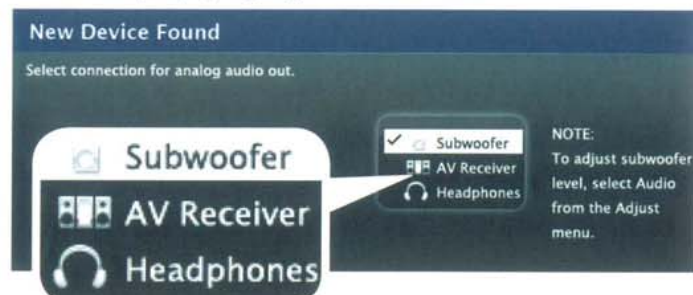 New Device Found
Select connection for analog audio out.
Subwoofer
AV Receiver
Headphones
Subwoofer
AV Receiver
Headphones
NOTE:
To adjust subwoofer
level, select Audio
from the Adjust
menu.